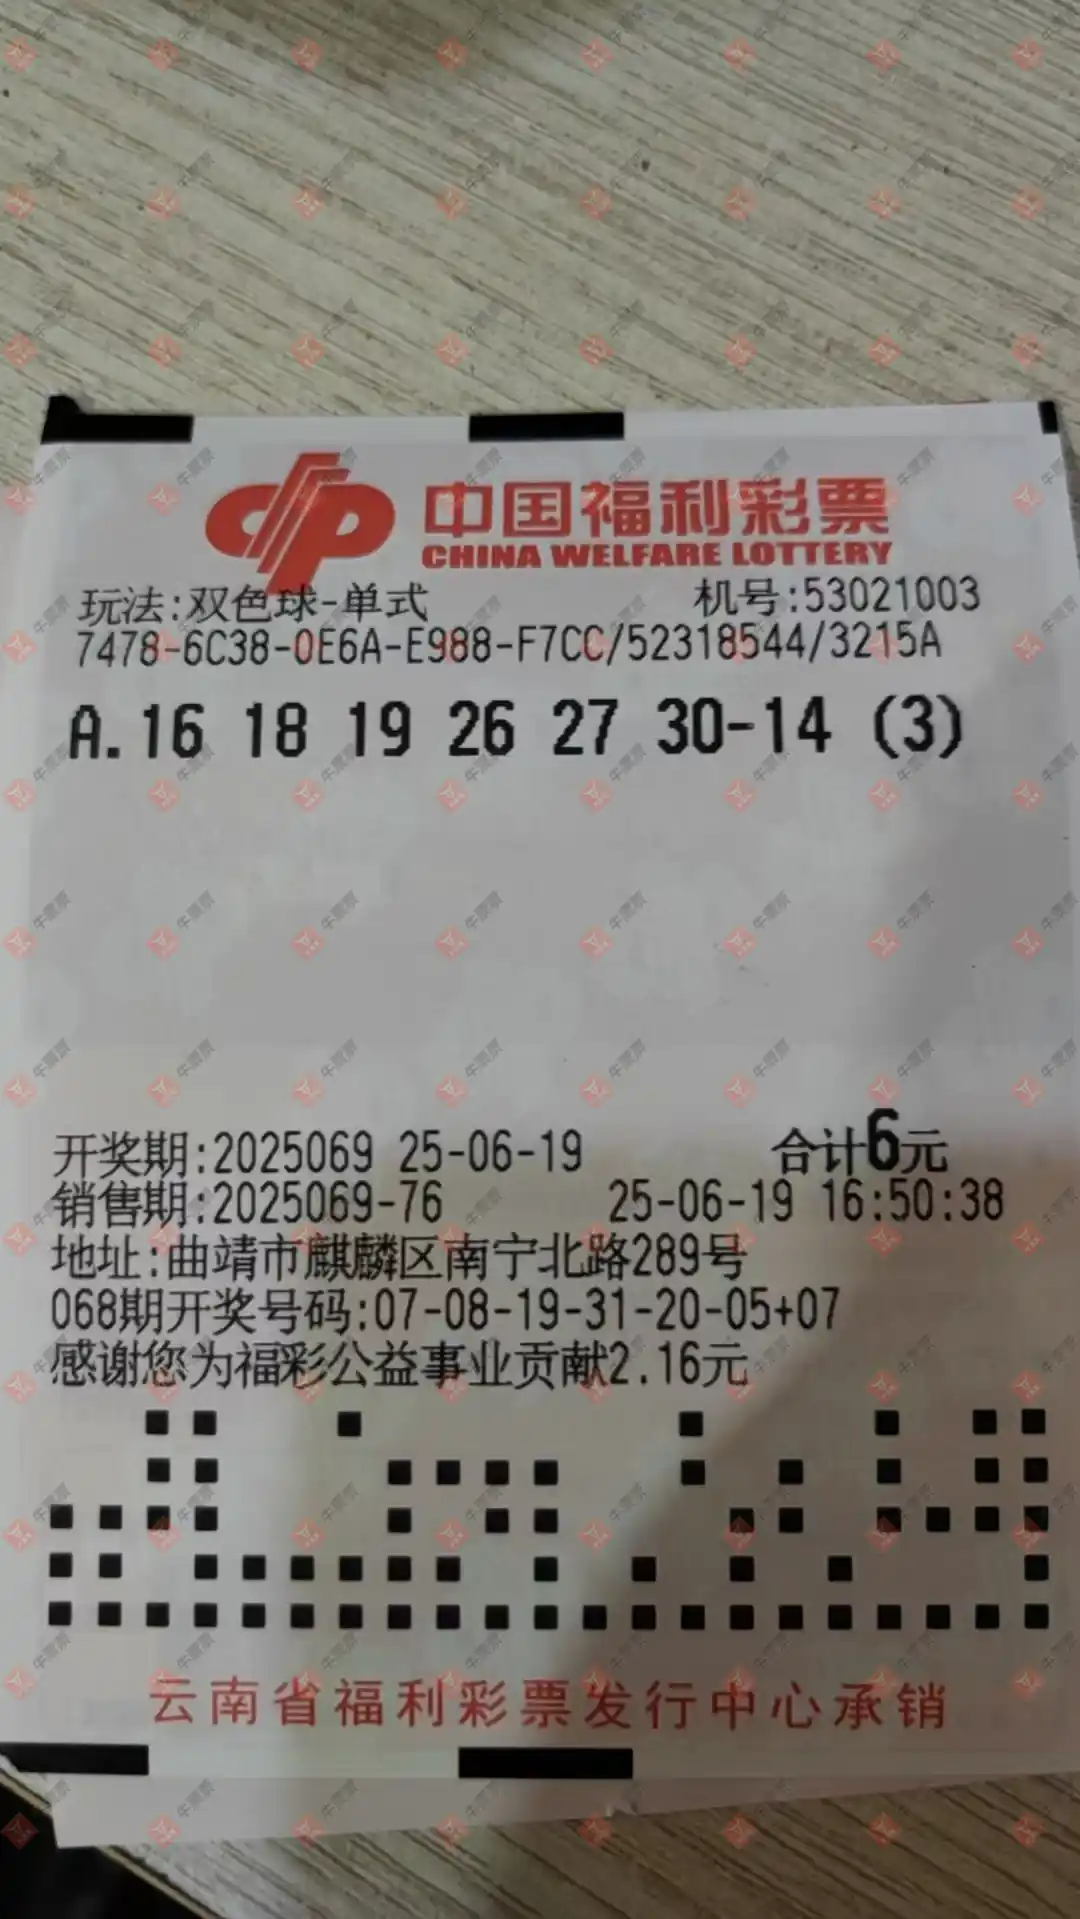 中国福利彩票
CHINA WELFARE LOTTERY
玩法:双色球-单式 机号:53021003
7478-6C38-0E6A-E988-F7CC/52318544/3215A
A.16 18 19 26 27 30-14 (3)
开奖期:2025069 25-06-19 合计6元
销售期:2025069-76 25-06-19 16:50:38
地址:曲靖市麒麟区南宁北路289号
068期开奖号码:07-08-19-31-20-05+07
感谢您为福彩公益事业贡献2.16元
云南省福利彩票发行中心承销